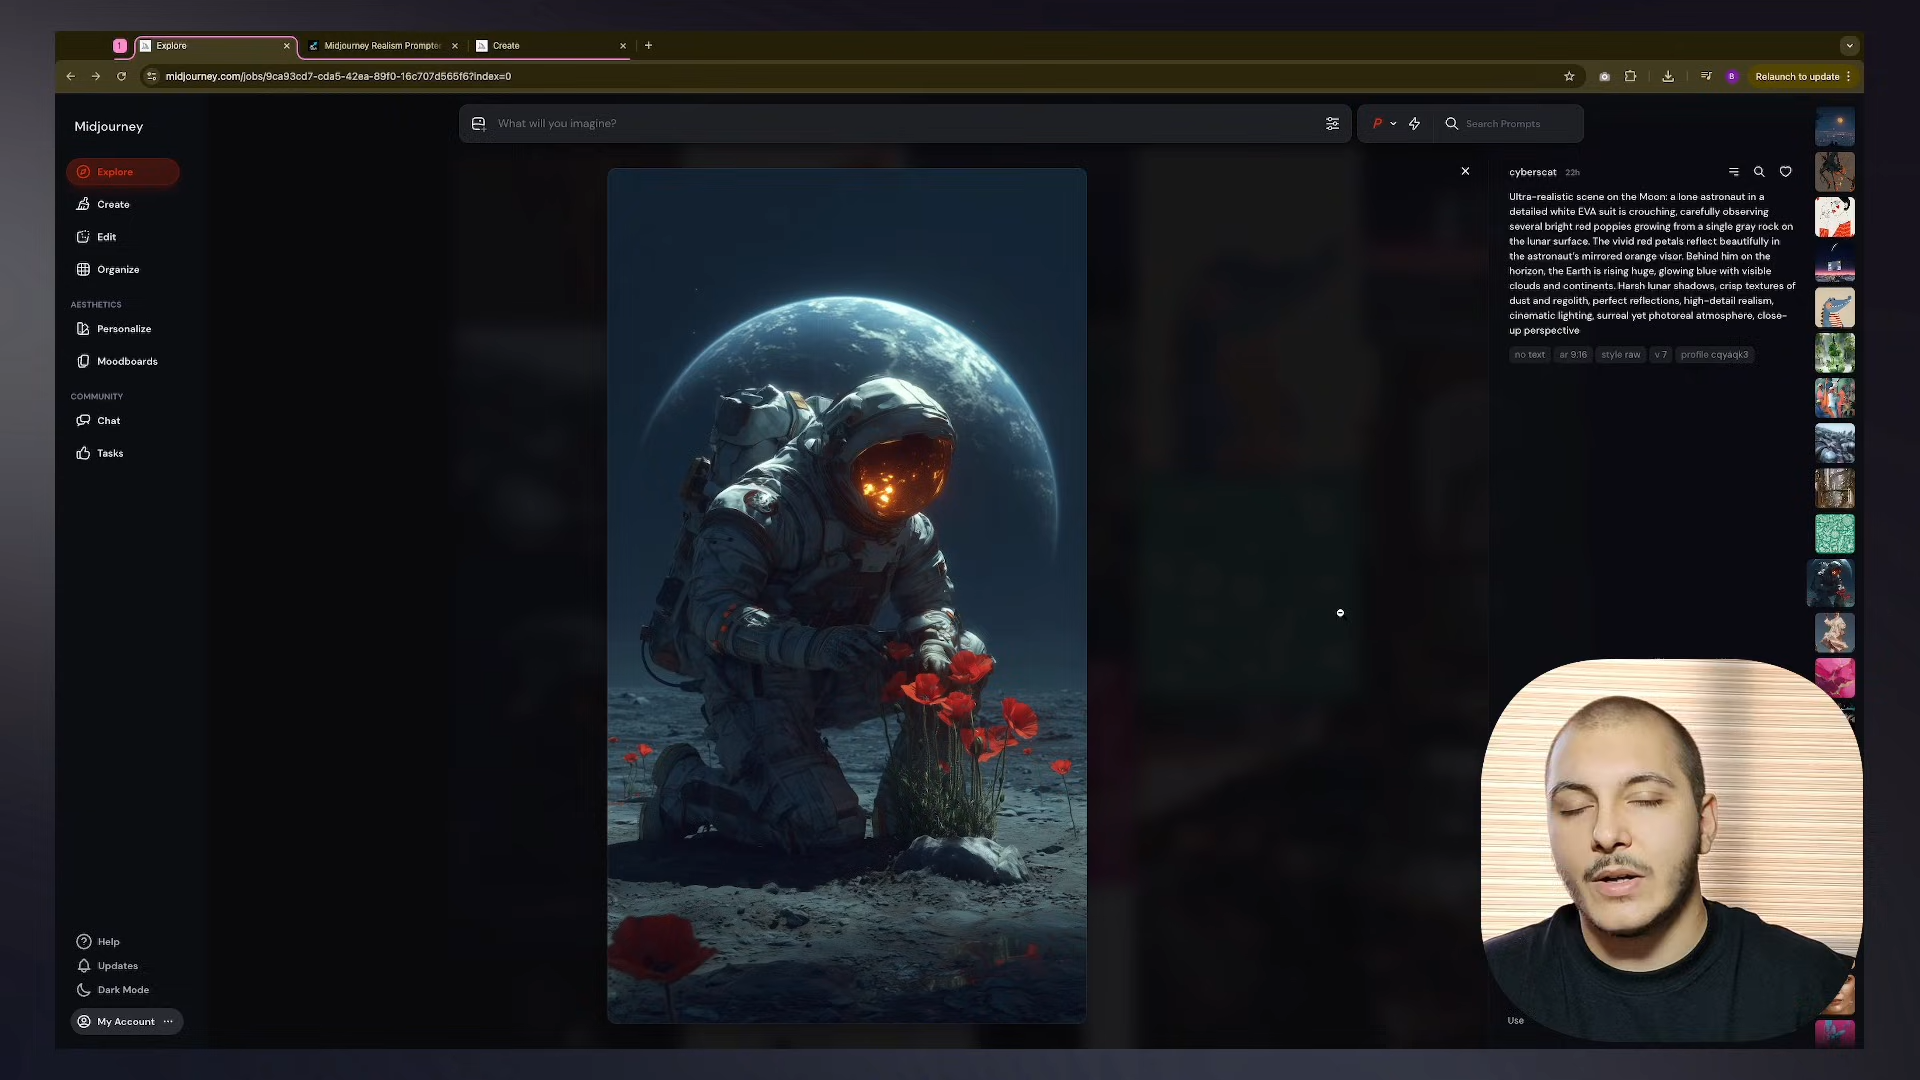 1
Explore
Midjourney Realism Prompter
Create
midjourney.com/jobs/9ca93cd7-cda5-42ea-89f0-16c707d565f6?index=0
B
Relaunch to update
Midjourney
What will you imagine?
P
Search Prompts
Explore
Create
Edit
Organize
AESTHETICS
Personalize
Moodboards
COMMUNITY
Chat
Tasks
Help
Updates
Dark Mode
My Account
cyberscat 22h
Ultra-realistic scene on the Moon: a lone astronaut in a
detailed white EVA suit is crouching, carefully observing
several bright red poppies growing from a single gray rock on
the lunar surface. The vivid red petals reflect beautifully in
the astronaut's mirrored orange visor. Behind him on the
horizon, the Earth is rising huge, glowing blue with visible
clouds and continents. Harsh lunar shadows, crisp textures of
dust and regolith, perfect reflections, high-detail realism,
cinematic lighting, surreal yet photoreal atmosphere, close-
up perspective
no text ar 9:16 style raw v 7 profile cqyaqk3
Use